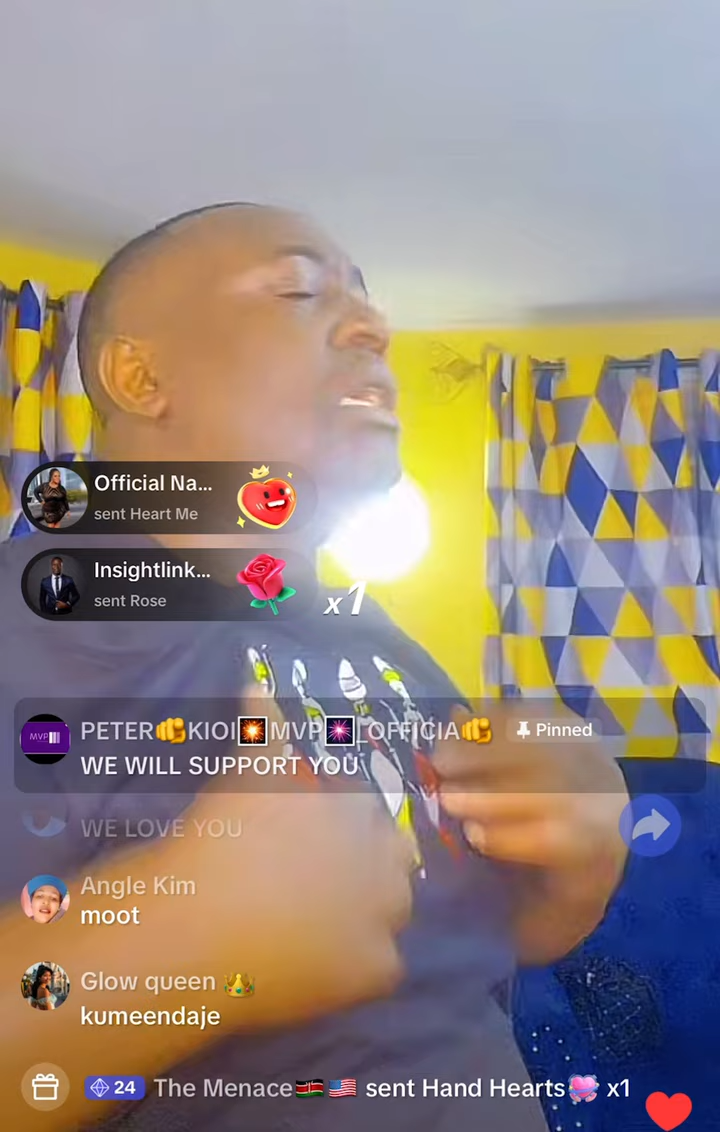 Official Na...
sent Heart Me
Insightlink...
sent Rose
x1
PETER🫵KIOI💥MVP🎆OFFICIA🫵
Pinned
MVP
WE WILL SUPPORT YOU
WE LOVE YOU
Angle Kim
moot
Glow queen 👑
kumeendaje
24 The Menace🇰🇪🇺🇸 sent Hand Hearts💝 x1